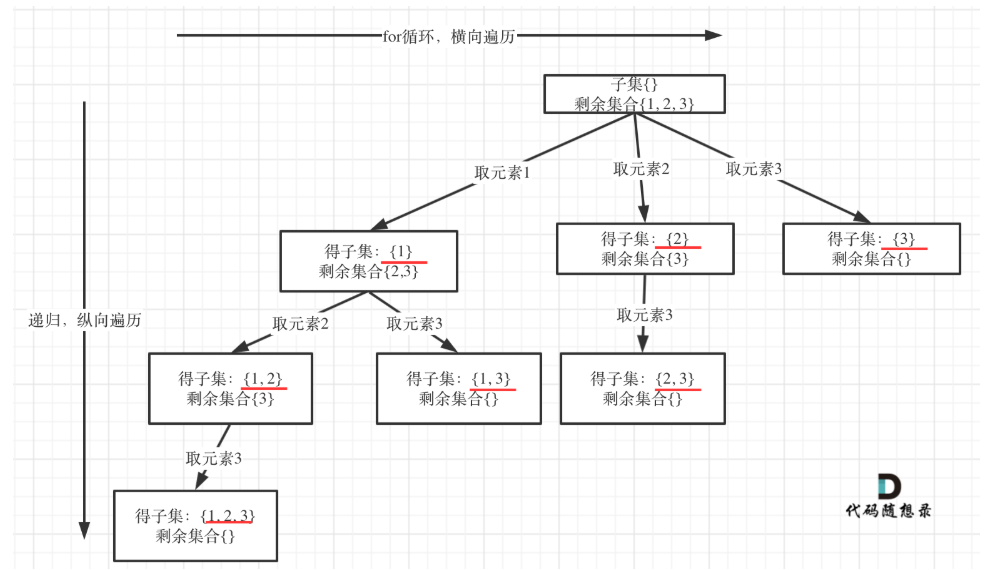 for循环，横向遍历
子集{}
剩余集合{1, 2, 3}
取元素1
取元素2
取元素3
得子集：{1}
剩余集合{2,3}
得子集：{2}
剩余集合{3}
得子集：{3}
剩余集合{}
递归，纵向遍历
取元素2
取元素3
取元素3
得子集：{1, 2}
剩余集合{3}
得子集：{1, 3}
剩余集合{}
得子集：{2, 3}
剩余集合{}
取元素3
得子集：{1, 2, 3}
剩余集合{}
代码随想录